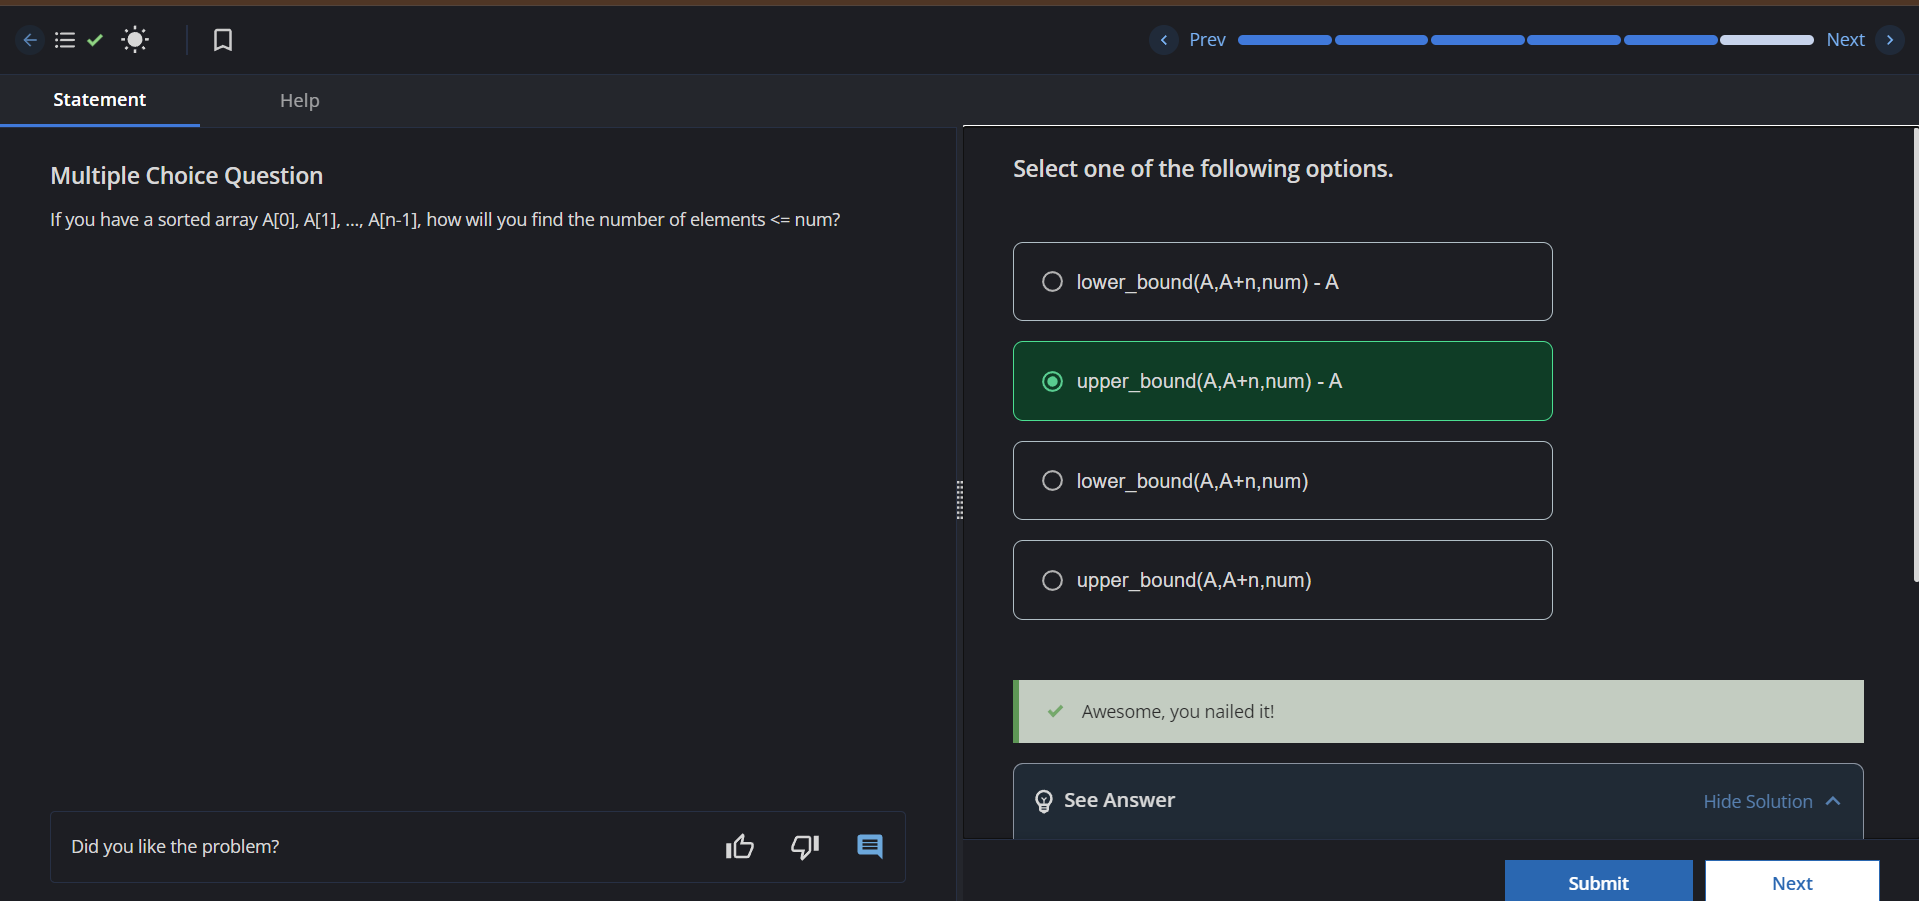 Prev
Next
Statement
Help
Multiple Choice Question
If you have a sorted array A[0], A[1], ..., A[n-1], how will you find the number of elements <= num?
Select one of the following options.
lower_bound(A,A+n,num) - A
upper_bound(A,A+n,num) - A
lower_bound(A,A+n,num)
upper_bound(A,A+n,num)
Awesome, you nailed it!
See Answer
Hide Solution
Did you like the problem?
Submit
Next